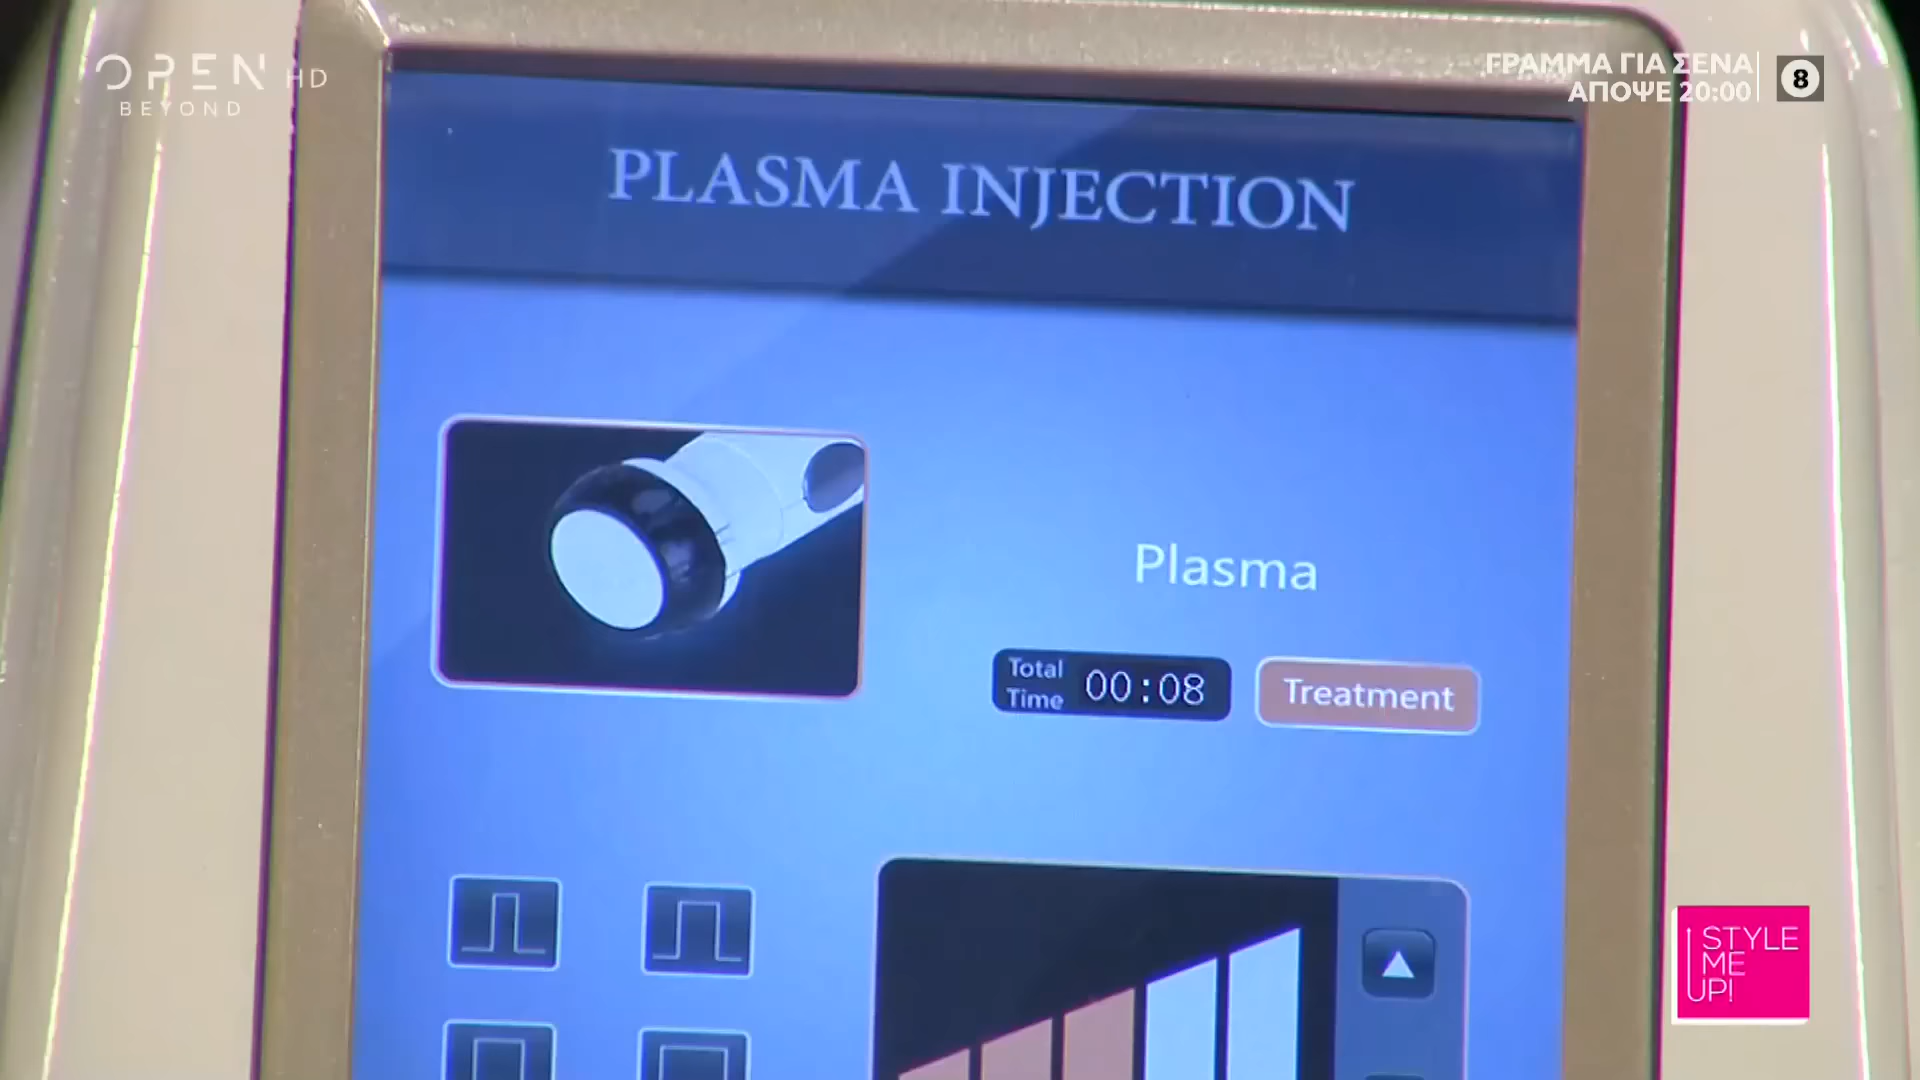 OPEN HD
BEYOND
ΓΡΑΜΜΑ ΓΙΑ ΣΕΝΑ
ΑΠΟΨΕ 20:00
8
PLASMA INJECTION
Plasma
Total
Time
00:08
Treatment
STYLE
ME
UP!